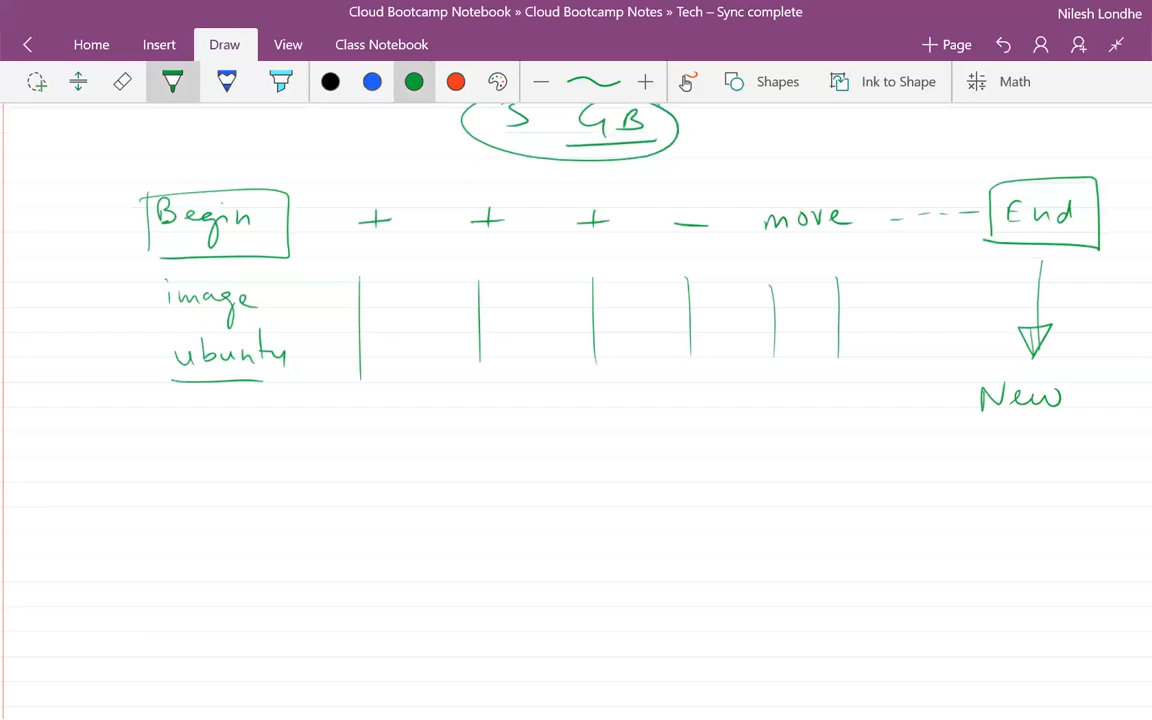 Cloud Bootcamp Notebook » Cloud Bootcamp Notes » Tech – Sync complete
Nilesh Londhe
Home Insert Draw View Class Notebook + Page
Shapes Ink to Shape Math
GB
Begin + + + — move ---- End
image
ubuntu
New